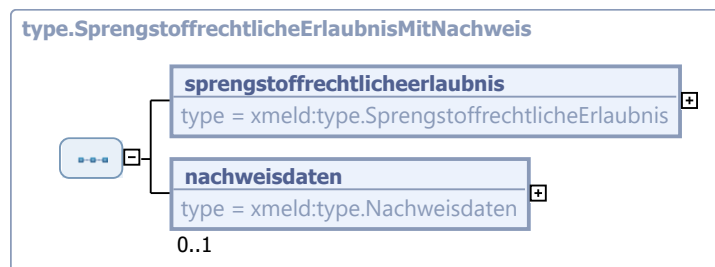 type.SprengstoffrechtlicheErlaubnisMitNachweis
sprengstoffrechtlicheerlaubnis
type = xmeld:type.SprengstoffrechtlicheErlaubnis
nachweisdaten
type = xmeld:type.Nachweisdaten
0..1